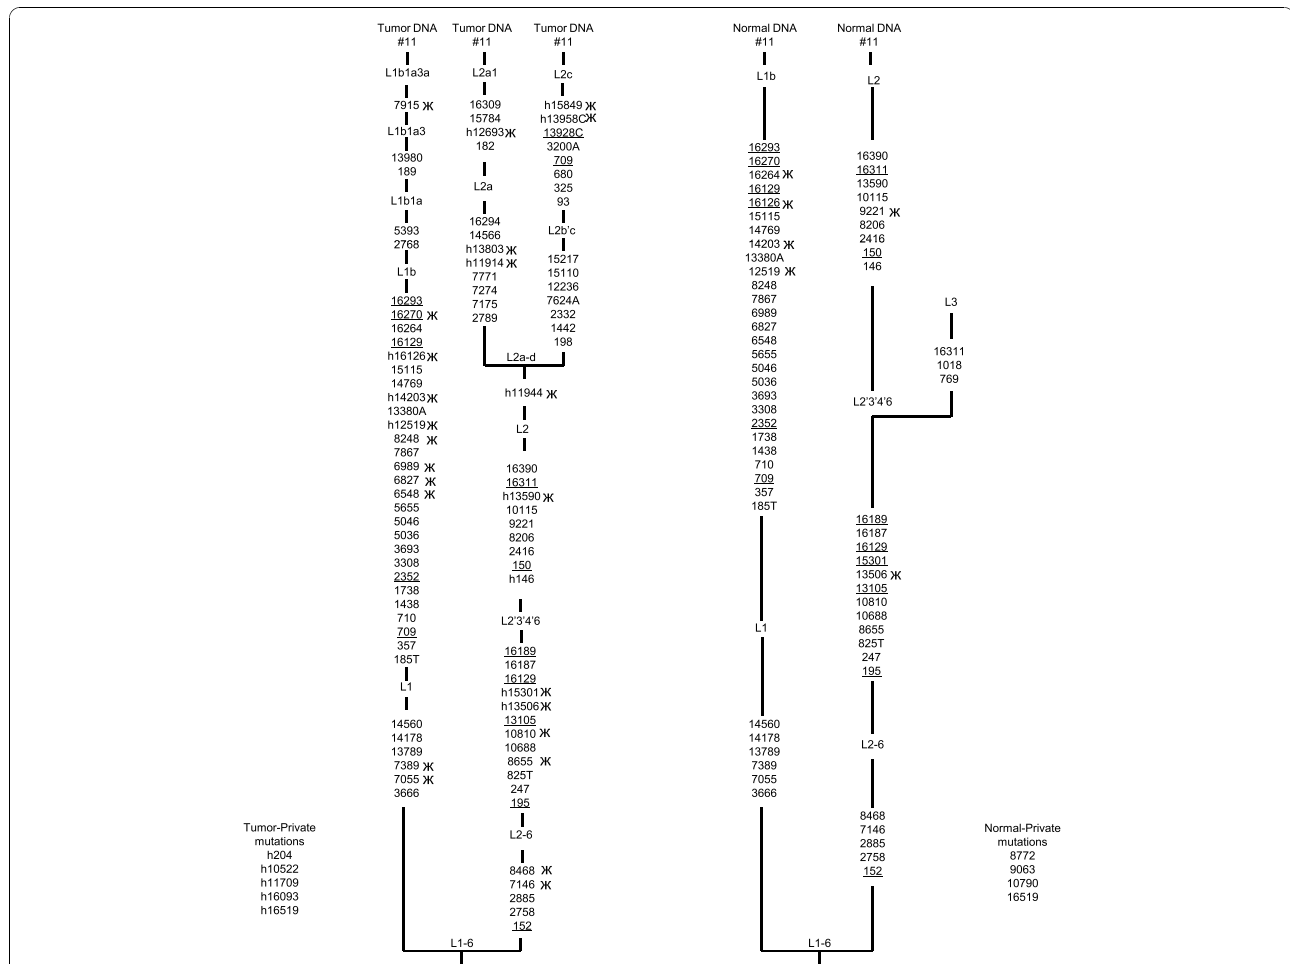 Tumor DNA
#11
L1b1a3a
7915 Ж
L1b1a3
13980
189
L1b1a
5393
2768
L1b
16293
16270 Ж
16264
16129
h16126 Ж
15115
14769
h14203 Ж
13380A
h12519 Ж
8248 Ж
7867
6989 Ж
6827 Ж
6548 Ж
5655
5046
5036
3693
3308
2352
1738
1438
710
709
357
185T
L1
14560
14178
13789
7389 Ж
7055 Ж
3666
Tumor DNA
#11
L2a1
16309
15784
h12693 Ж
182
L2a
16294
14566
h13803 Ж
h11914 Ж
7771
7274
7175
2789
Tumor DNA
#11
L2c
h15849 Ж
h13958C Ж
13928C
3200A
709
680
325
93
L2b'c
15217
15110
12236
7624A
2332
1442
198
L2a-d
h11944 Ж
L2
16390
16311
h13590 Ж
10115
9221
8206
2416
150
h146
L2'3'4'6
16189
16187
16129
h15301 Ж
h13506 Ж
13105
10810 Ж
10688
8655 Ж
825T
247
195
L2-6
8468 Ж
7146 Ж
2885
2758
152
L1-6
Tumor-Private
mutations
h204
h10522
h11709
h16093
h16519
Normal DNA
#11
L1b
16293
16270
16264 Ж
16129
16126 Ж
15115
14769
14203 Ж
13380A
12519 Ж
8248
7867
6989
6827
6548
5655
5046
5036
3693
3308
2352
1738
1438
710
709
357
185T
L1
14560
14178
13789
7389
7055
3666
Normal DNA
#11
L2
16390
16311
13590
10115
9221 Ж
8206
2416
150
146
L2'3'4'6
L3
16311
1018
769
16189
16187
16129
15301
13506 Ж
13105
10810
10688
8655
825T
247
195
L2-6
8468
7146
2885
2758
152
L1-6
Normal-Private
mutations
8772
9063
10790
16519